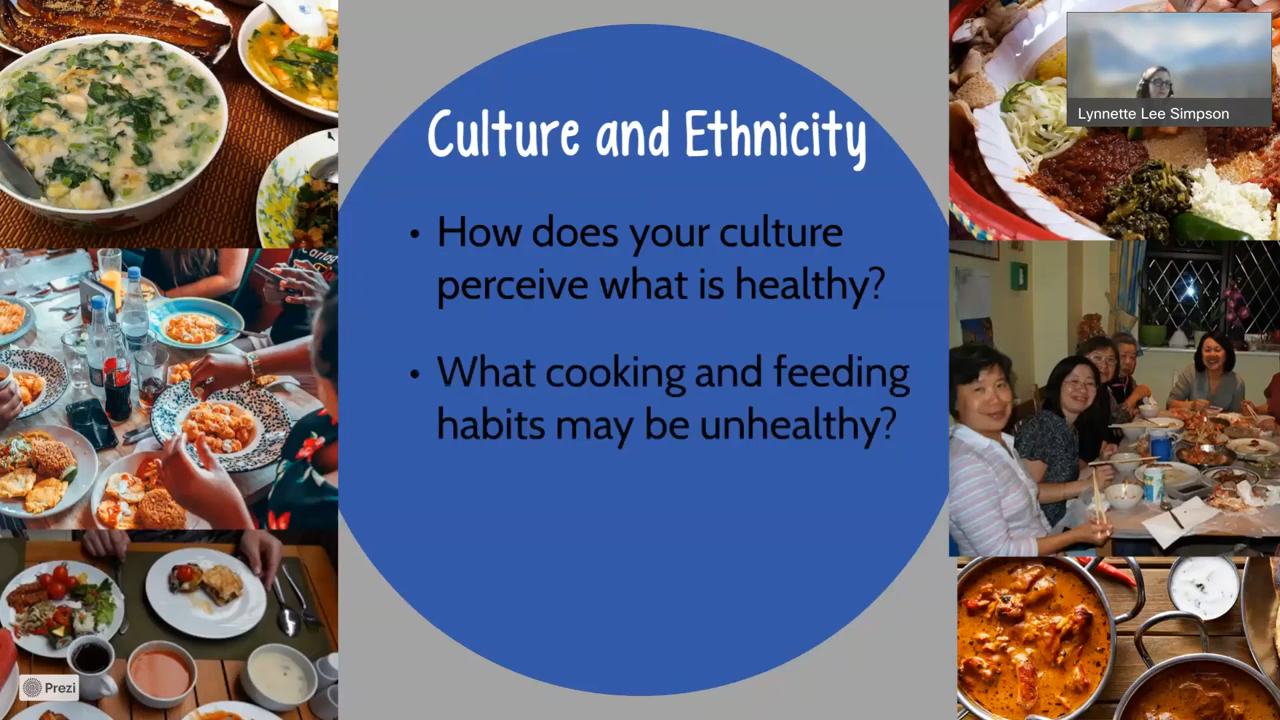 Lynnette Lee Simpson
Culture and Ethnicity
• How does your culture
perceive what is healthy?
• What cooking and feeding
habits may be unhealthy?
Prezi